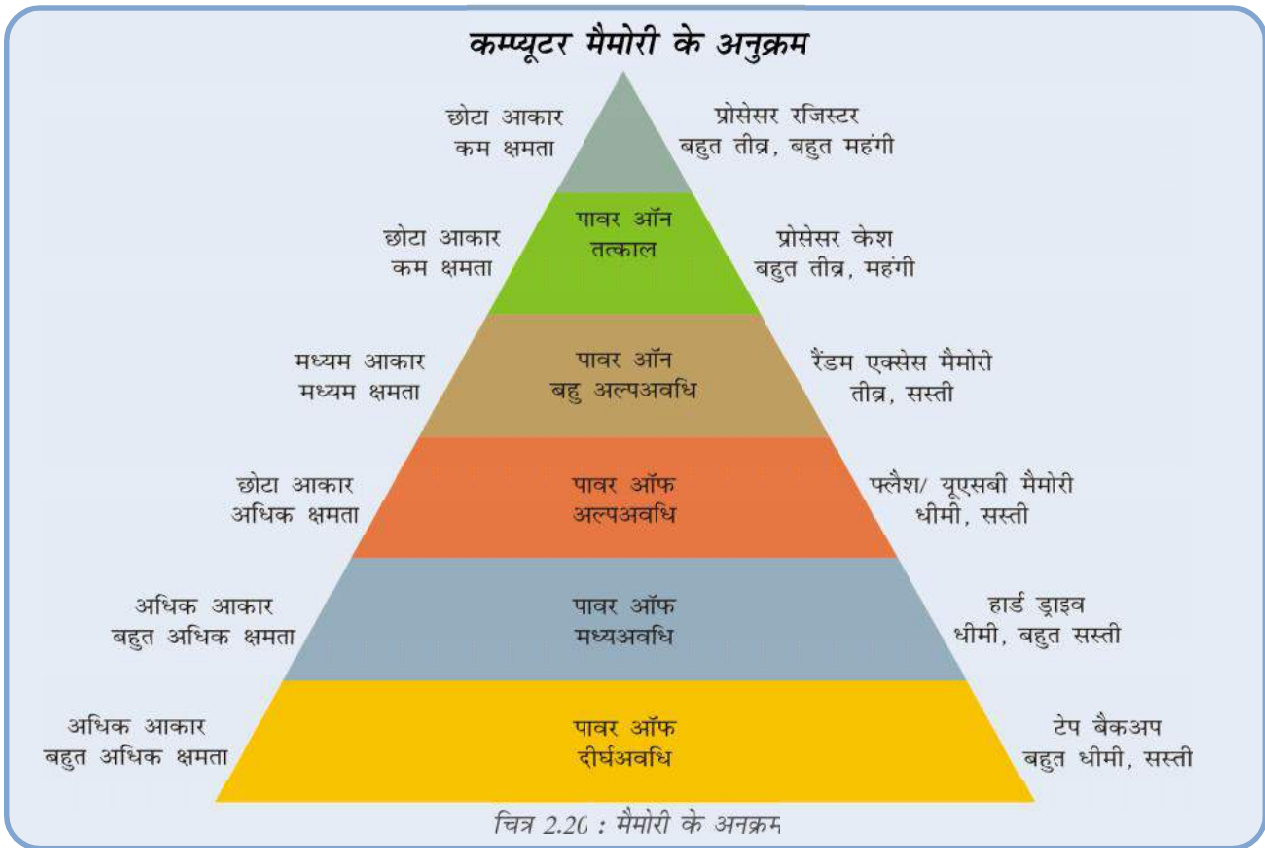 कम्प्यूटर मैमोरी के अनुक्रम
छोटा आकार
कम क्षमता
प्रोसेसर रजिस्टर
बहुत तीव्र, बहुत महंगी
छोटा आकार
कम क्षमता
पावर ऑन
तत्काल
प्रोसेसर केश
बहुत तीव्र, महंगी
मध्यम आकार
मध्यम क्षमता
पावर ऑन
बहु अल्पअवधि
रैंडम एक्सेस मैमोरी
तीव्र, सस्ती
छोटा आकार
अधिक क्षमता
पावर ऑफ
अल्पअवधि
फ्लैश/ यूएसबी मैमोरी
धीमी, सस्ती
अधिक आकार
बहुत अधिक क्षमता
पावर ऑफ
मध्यअवधि
हार्ड ड्राइव
धीमी, बहुत सस्ती
अधिक आकार
बहुत अधिक क्षमता
पावर ऑफ
दीर्घअवधि
टेप बैकअप
बहुत धीमी, सस्ती
चित्र 2.20 : मैमोरी के अनक्रम